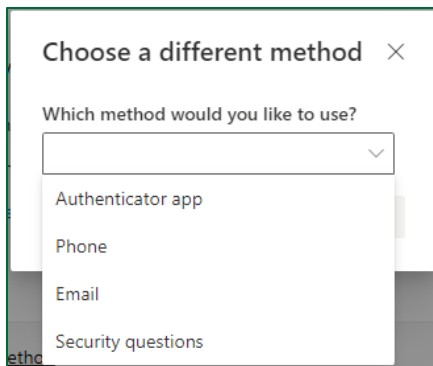 Choose a different method
Which method would you like to use?
Authenticator app
Phone
Email
Security questions